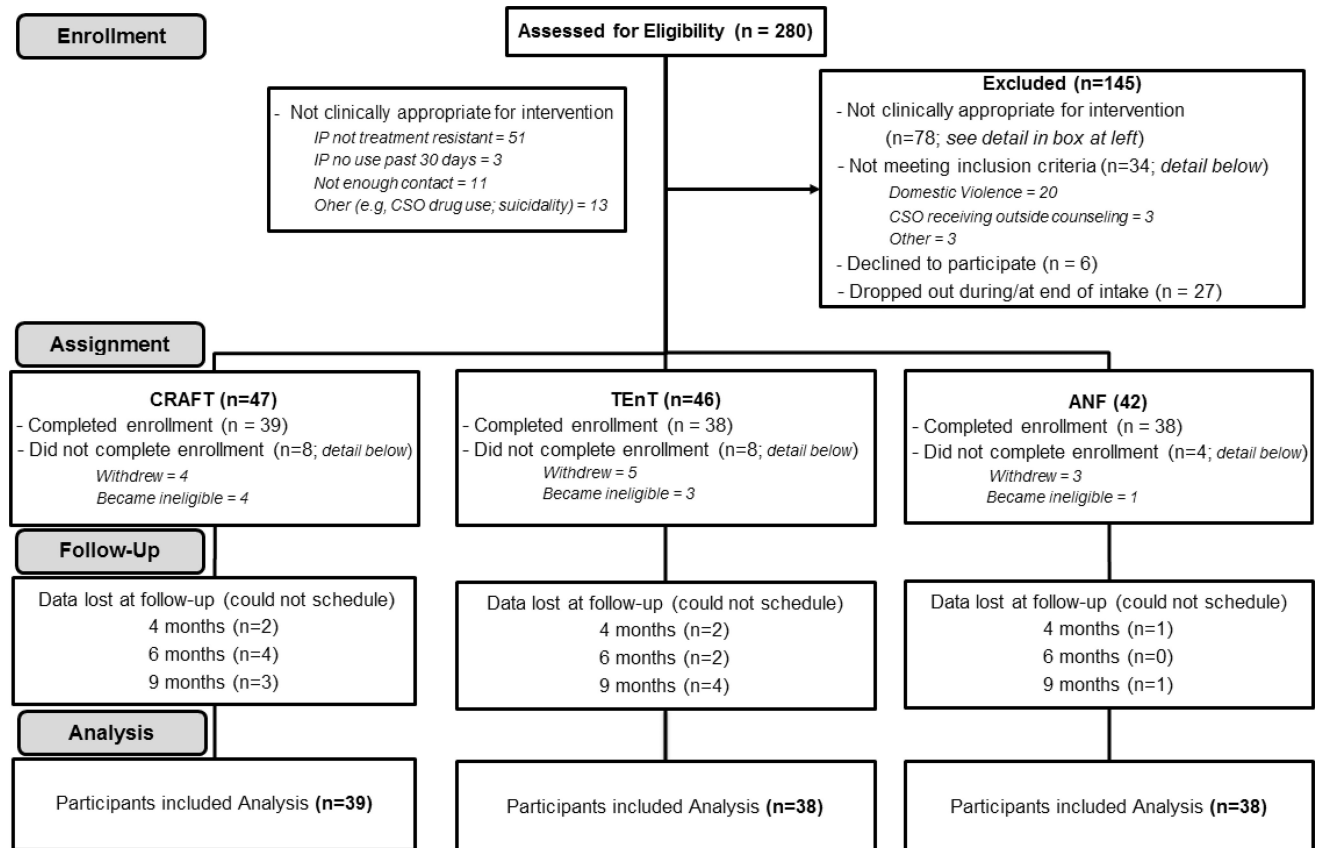 Enrollment
Assessed for Eligibility (n = 280)
- Not clinically appropriate for intervention
IP not treatment resistant = 51
IP no use past 30 days = 3
Not enough contact = 11
Oher (e.g, CSO drug use; suicidality) = 13
Excluded (n=145)
- Not clinically appropriate for intervention
(n=78; see detail in box at left)
- Not meeting inclusion criteria (n=34; detail below)
Domestic Violence = 20
CSO receiving outside counseling = 3
Other = 3
- Declined to participate (n = 6)
- Dropped out during/at end of intake (n = 27)
Assignment
CRAFT (n=47)
- Completed enrollment (n = 39)
- Did not complete enrollment (n=8; detail below)
Withdrew = 4
Became ineligible = 4
TEnT (n=46)
- Completed enrollment (n = 38)
- Did not complete enrollment (n=8; detail below)
Withdrew = 5
Became ineligible = 3
ANF (42)
- Completed enrollment (n = 38)
- Did not complete enrollment (n=4; detail below)
Withdrew = 3
Became ineligible = 1
Follow-Up
Data lost at follow-up (could not schedule)
4 months (n=2)
6 months (n=4)
9 months (n=3)
Data lost at follow-up (could not schedule)
4 months (n=2)
6 months (n=2)
9 months (n=4)
Data lost at follow-up (could not schedule)
4 months (n=1)
6 months (n=0)
9 months (n=1)
Analysis
Participants included Analysis (n=39)
Participants included Analysis (n=38)
Participants included Analysis (n=38)